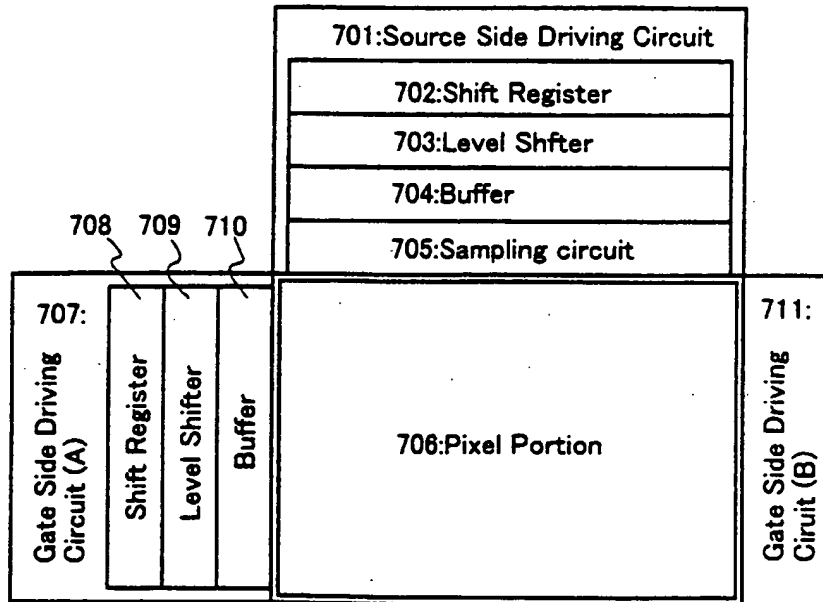 701:Source Side Driving Circuit
702:Shift Register
703:Level Shfter
704:Buffer
705:Sampling circuit
708
709
710
707:
Gate Side Driving
Circuit (A)
Shift Register
Level Shifter
Buffer
706:Pixel Portion
711:
Gate Side Driving
Ciruit (B)